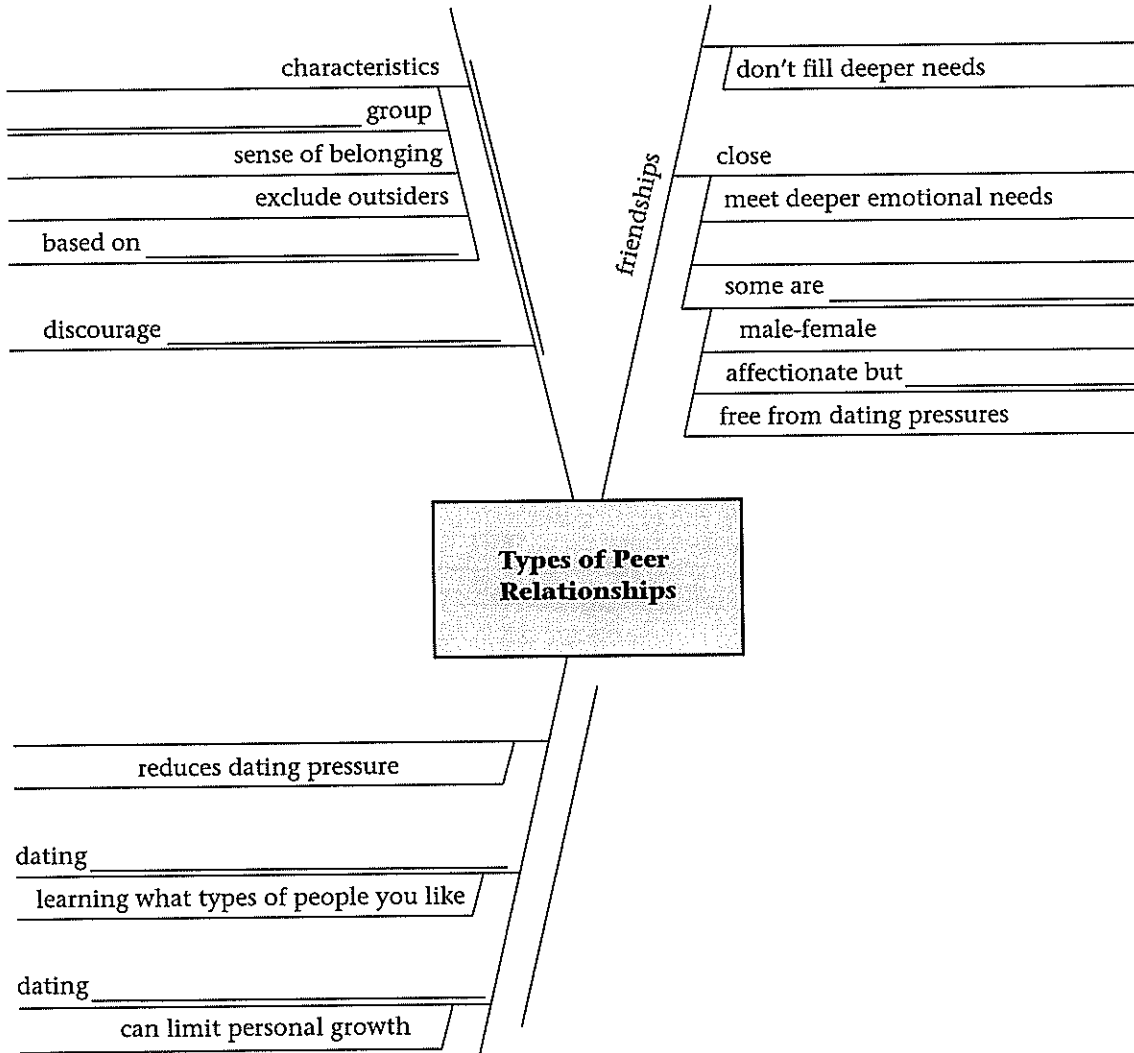 characteristics
group
sense of belonging
exclude outsiders
based on
discourage
friendships
don't fill deeper needs
close
meet deeper emotional needs
some are
male-female
affectionate but
free from dating pressures
Types of Peer
Relationships
reduces dating pressure
dating
learning what types of people you like
dating
can limit personal growth